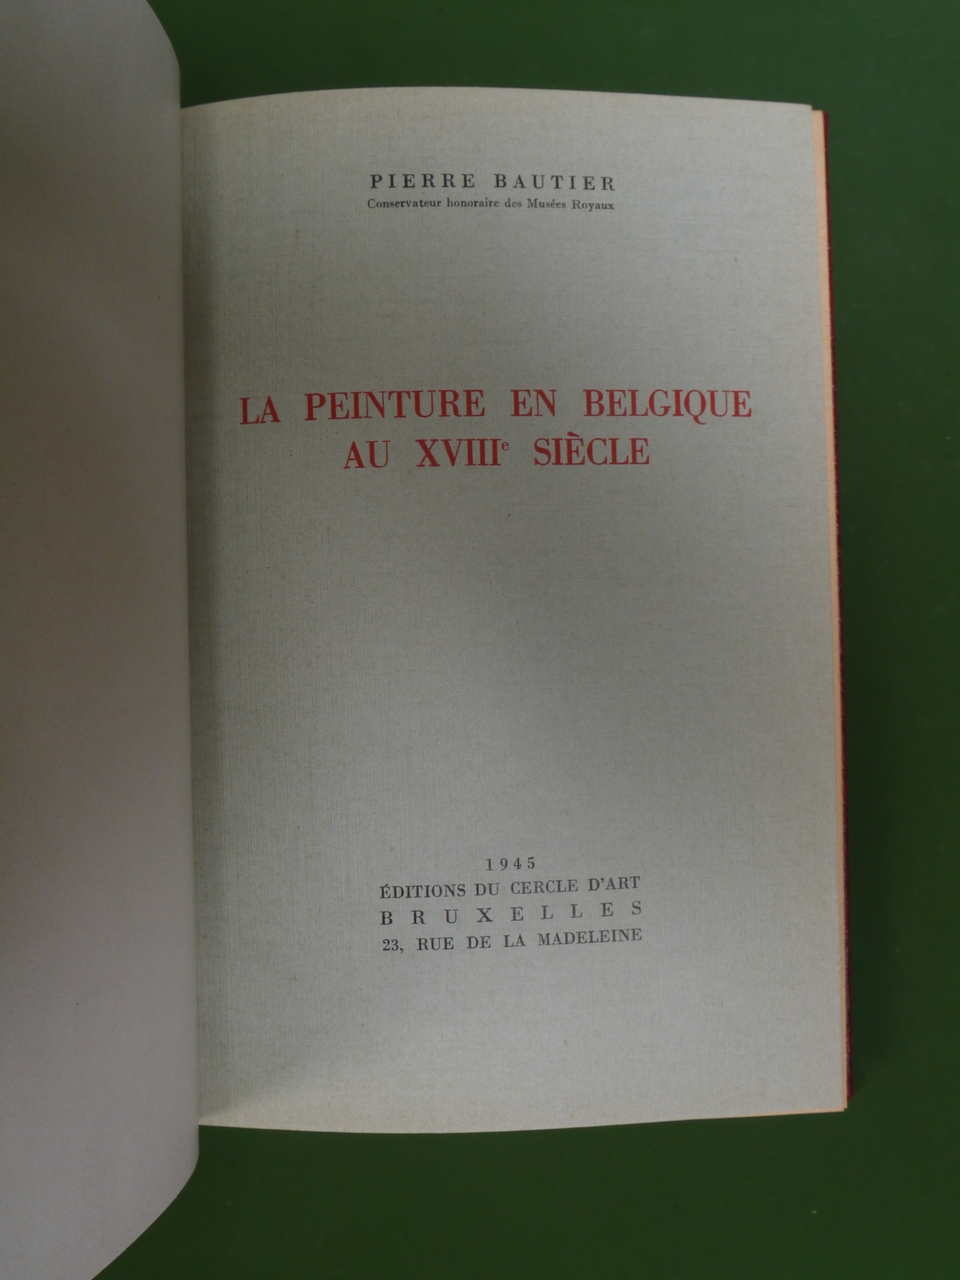 PIERRE BAUTIER
Conservateur honoraire des Musées Royaux
LA PEINTURE EN BELGIQUE
AU XVIIIe SIÈCLE
1945
ÉDITIONS DU CERCLE D'ART
BRUXELLES
23, RUE DE LA MADELEINE